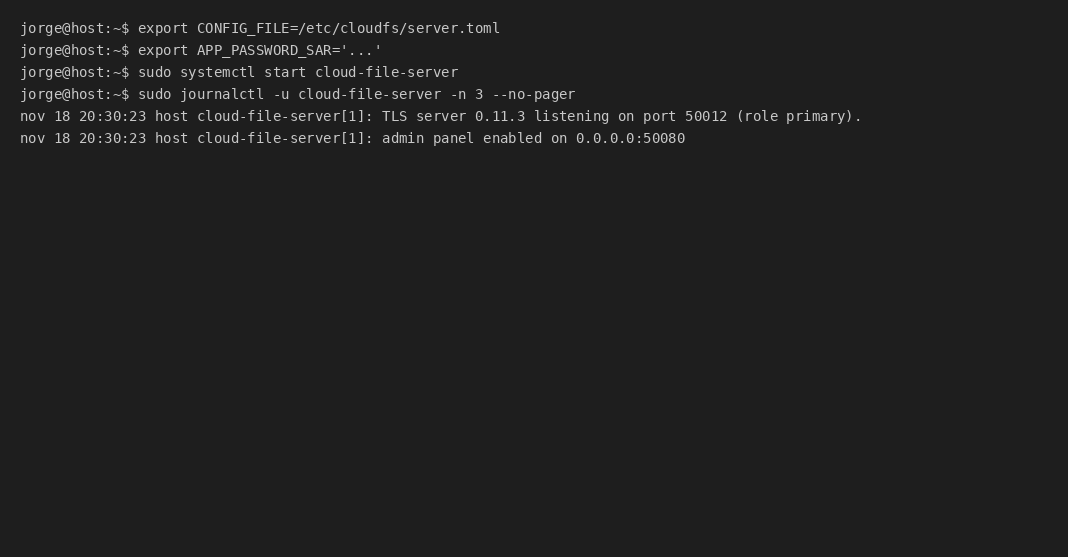 jorge@host:~$ export CONFIG_FILE=/etc/cloudfs/server.toml
jorge@host:~$ export APP_PASSWORD_SAR='...'
jorge@host:~$ sudo systemctl start cloud-file-server
jorge@host:~$ sudo journalctl -u cloud-file-server -n 3 --no-pager
nov 18 20:30:23 host cloud-file-server[1]: TLS server 0.11.3 listening on port 50012 (role primary).
nov 18 20:30:23 host cloud-file-server[1]: admin panel enabled on 0.0.0.0:50080